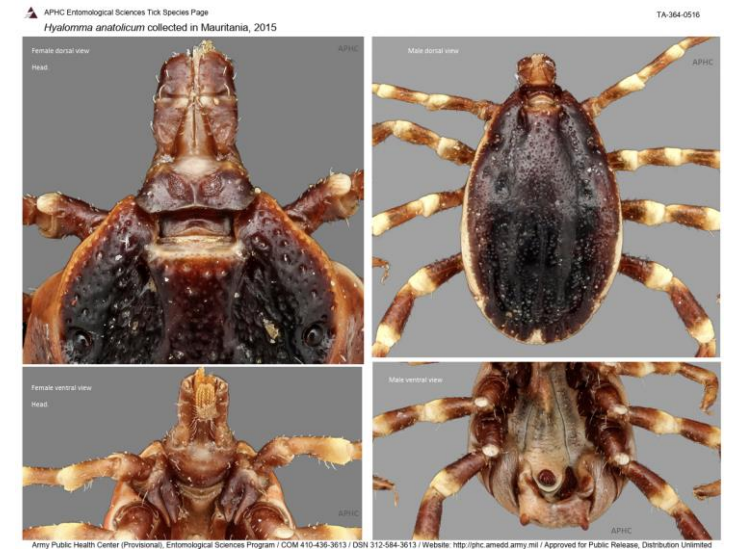 APHC Entomological Sciences Tick Species Page
TA-364-0516
Hyalomma anatolicum collected in Mauritania, 2015
Female dorsal view
Head.
APHC
Male dorsal view
APHC
Female ventral view
Head.
APHC
Male ventral view
APHC
Army Public Health Center (Provisional), Entomological Sciences Program / COM 410-436-3613 / DSN 312-584-3613 / Website: http://phc.amedd.army.mil / Approved for Public Release, Distribution Unlimited